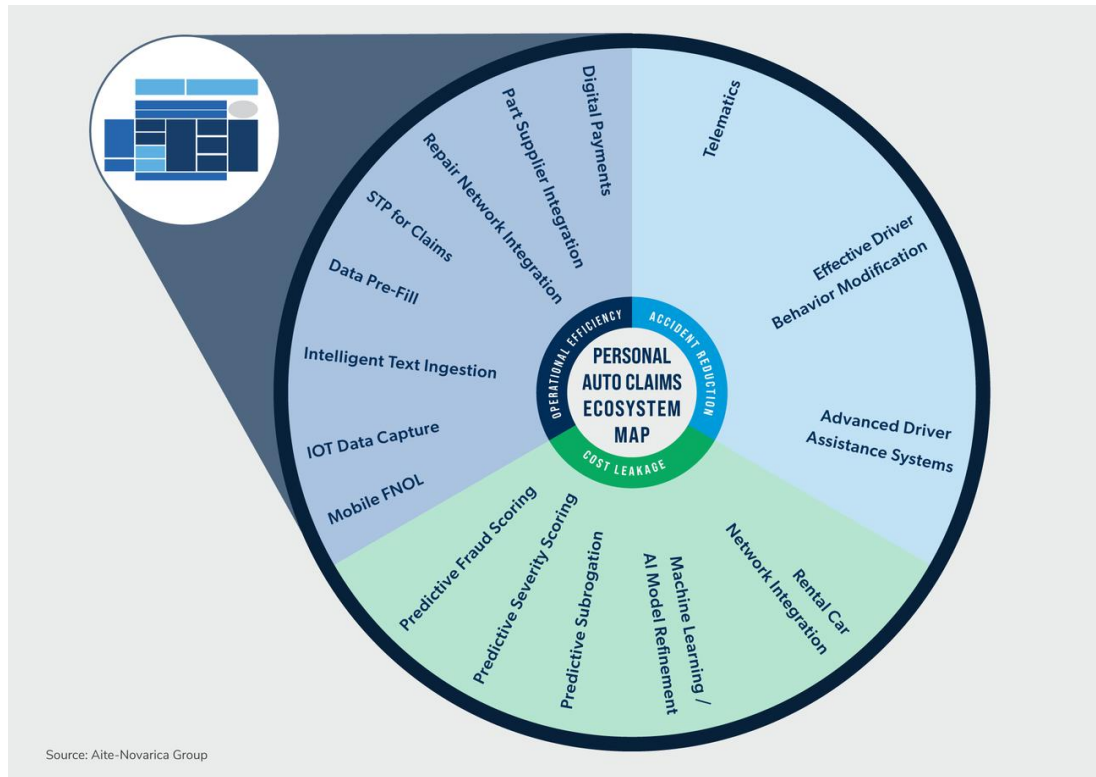 Digital Payments
Part Supplier Integration
Repair Network Integration
STP for Claims
Data Pre-Fill
Intelligent Text Ingestion
IOT Data Capture
Mobile FNOL
Telematics
Effective Driver
Behavior Modification
Advanced Driver
Assistance Systems
OPERATIONAL EFFICIENCY
ACCIDENT REDUCTION
PERSONAL
AUTO CLAIMS
ECOSYSTEM
MAP
COST LEAKAGE
Predictive Fraud Scoring
Predictive Severity Scoring
Predictive Subrogation
Machine Learning /
AI Model Refinement
Rental Car
Network Integration
Source: Aite-Novarica Group